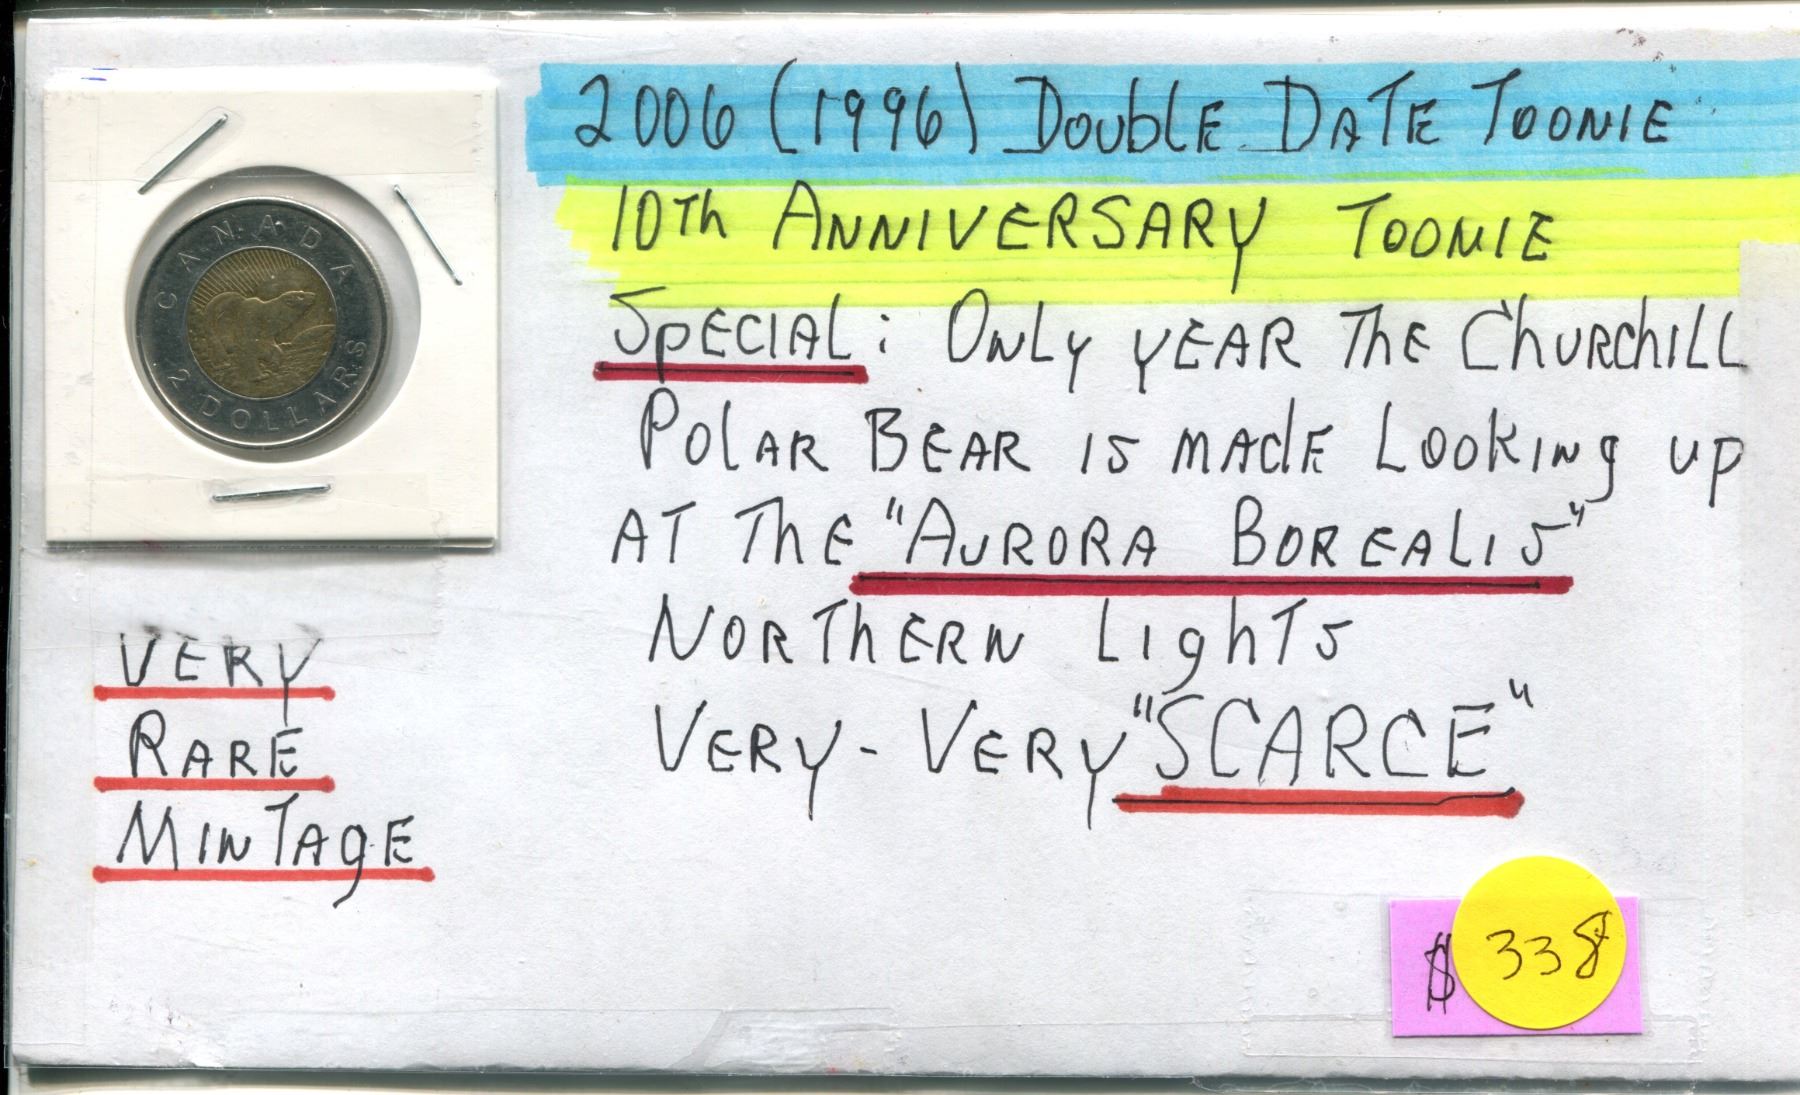 CANADA
2 DOLLARS
2006 (1996) DOUBLE DATE TOONIE
10Th ANNIVERSARY TOONIE
SPECIAL: ONLY YEAR ThE ChURChILL
POLAR BEAR IS MADE LOOKING UP
AT ThE "AURORA BOREALIS"
NORThERN LIghTS
VERY - VERY "SCARCE"
VERY
RARE
MINTAgE
$ 338